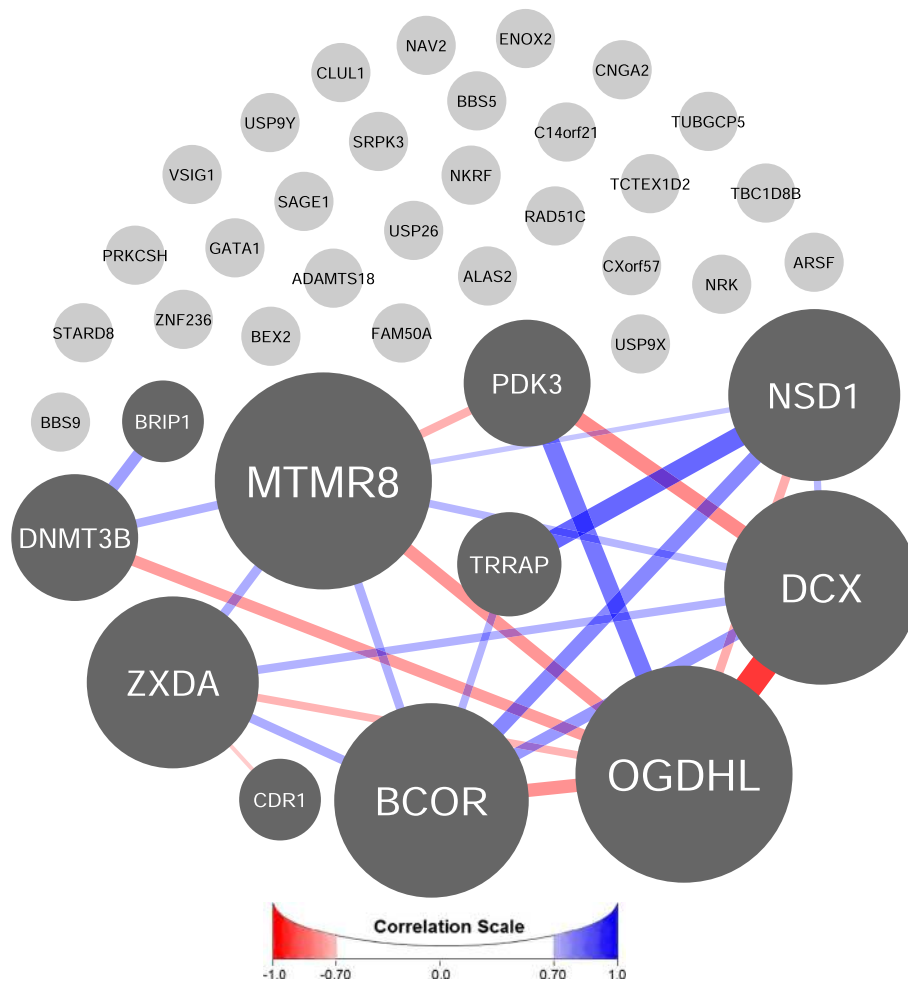 ENOX2
NAV2
CLUL1
CNGA2
BBS5
USP9Y
TUBGCP5
C14orf21
SRPK3
VSIG1
NKRF
TCTEX1D2
TBC1D8B
SAGE1
RAD51C
USP26
GATA1
PRKCSH
ARSF
CXorf57
ALAS2
ADAMTS18
NRK
ZNF236
STARD8
FAM50A
BEX2
USP9X
PDK3
NSD1
BBS9
BRIP1
MTMR8
DNMT3B
TRRAP
DCX
ZXDA
OGDHL
CDR1
BCOR
Correlation Scale
-1.0 -0.70 0.0 0.70 1.0